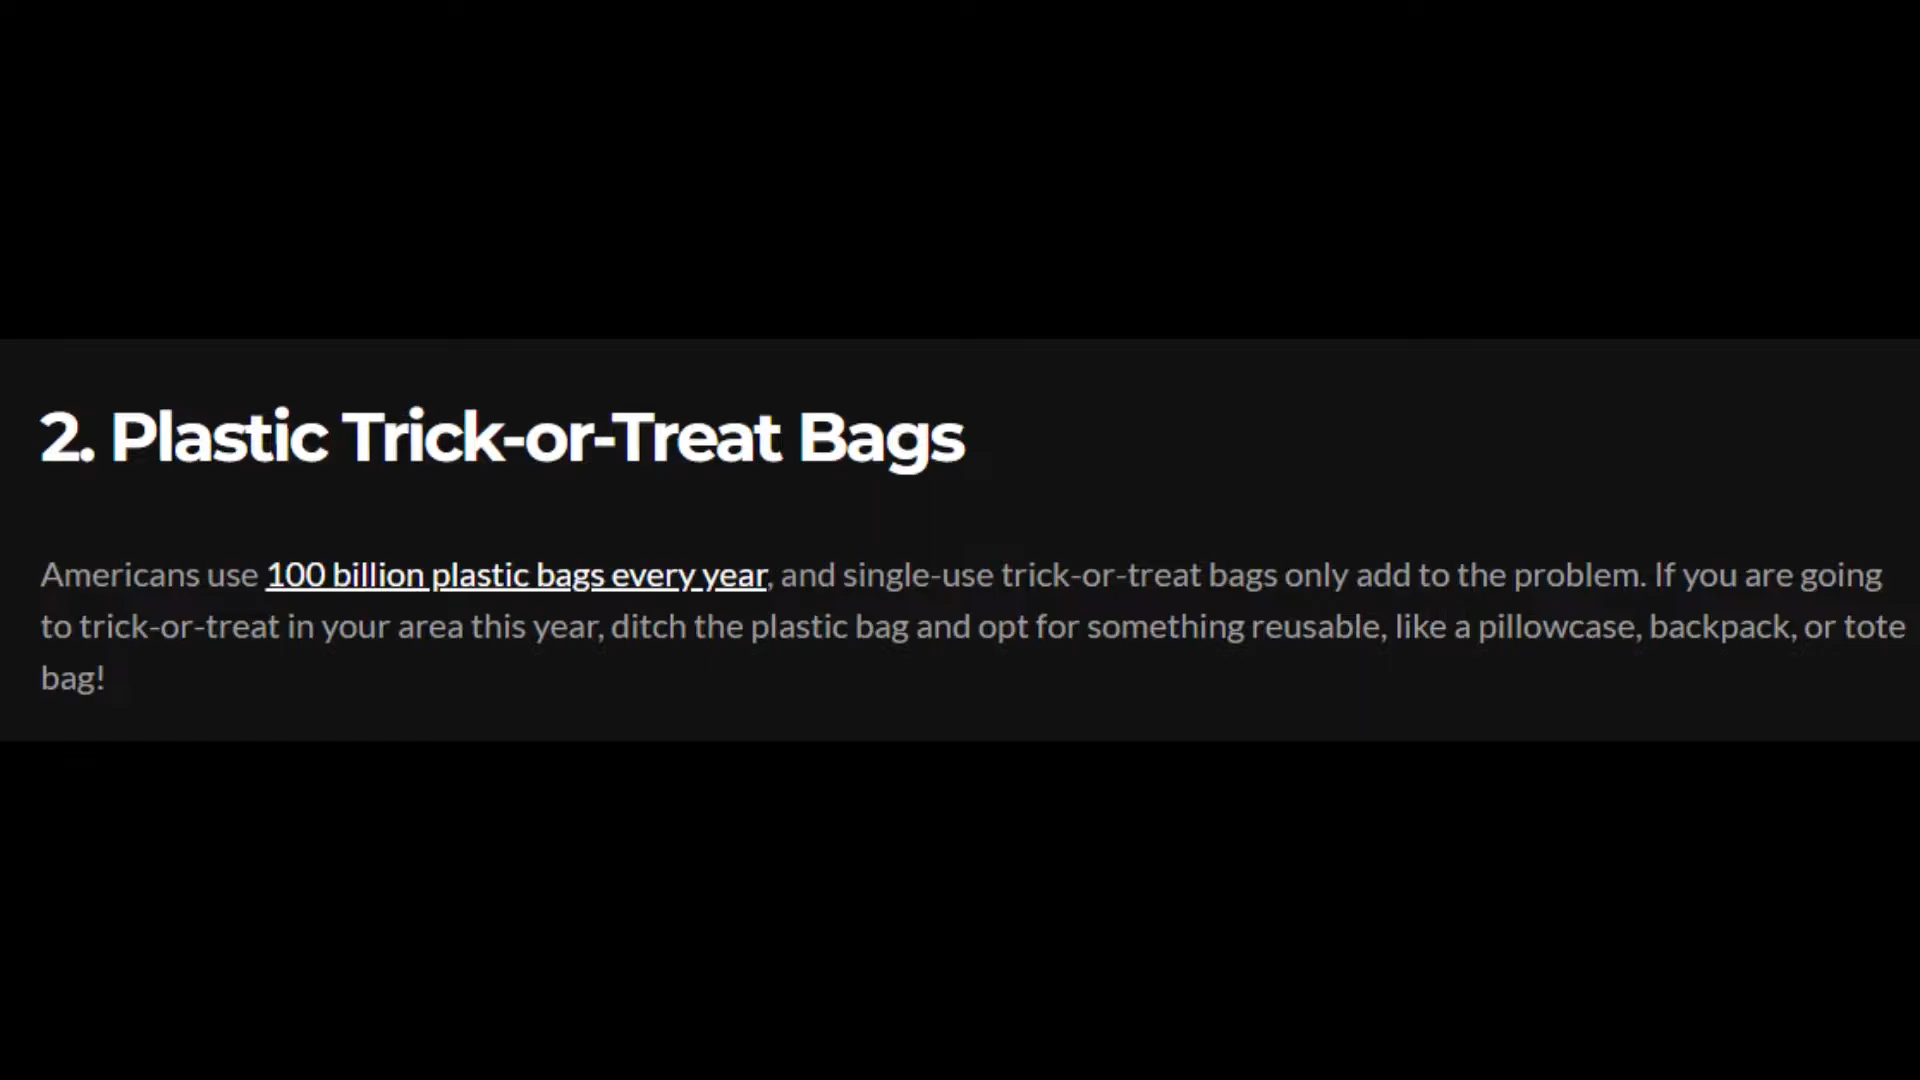 2. Plastic Trick-or-Treat Bags
Americans use 100 billion plastic bags every year, and single-use trick-or-treat bags only add to the problem. If you are going
to trick-or-treat in your area this year, ditch the plastic bag and opt for something reusable, like a pillowcase, backpack, or tote
bag!